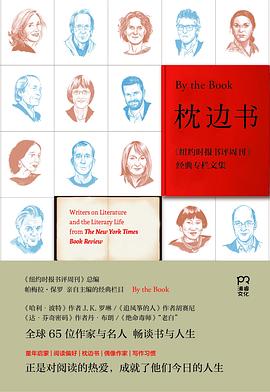 By the Book
枕边书
《纽约时报书评周刊》
经典专栏文集
Writers on Literature
and the Literary Life
from The New York Times
Book Review
《纽约时报书评周刊》总编
帕梅拉·保罗 亲自主编的经典栏目 By the Book
浦睿文化
《哈利·波特》作者 J. K. 罗琳 /《追风筝的人》作者胡赛尼
《达·芬奇密码》作者丹·布朗 /《绝命毒师》“老白”
全球 65 位作家与名人 畅谈书与人生
童年启蒙|阅读偏好|枕边书|偶像作家|写作习惯
正是对阅读的热爱，成就了他们今日的人生